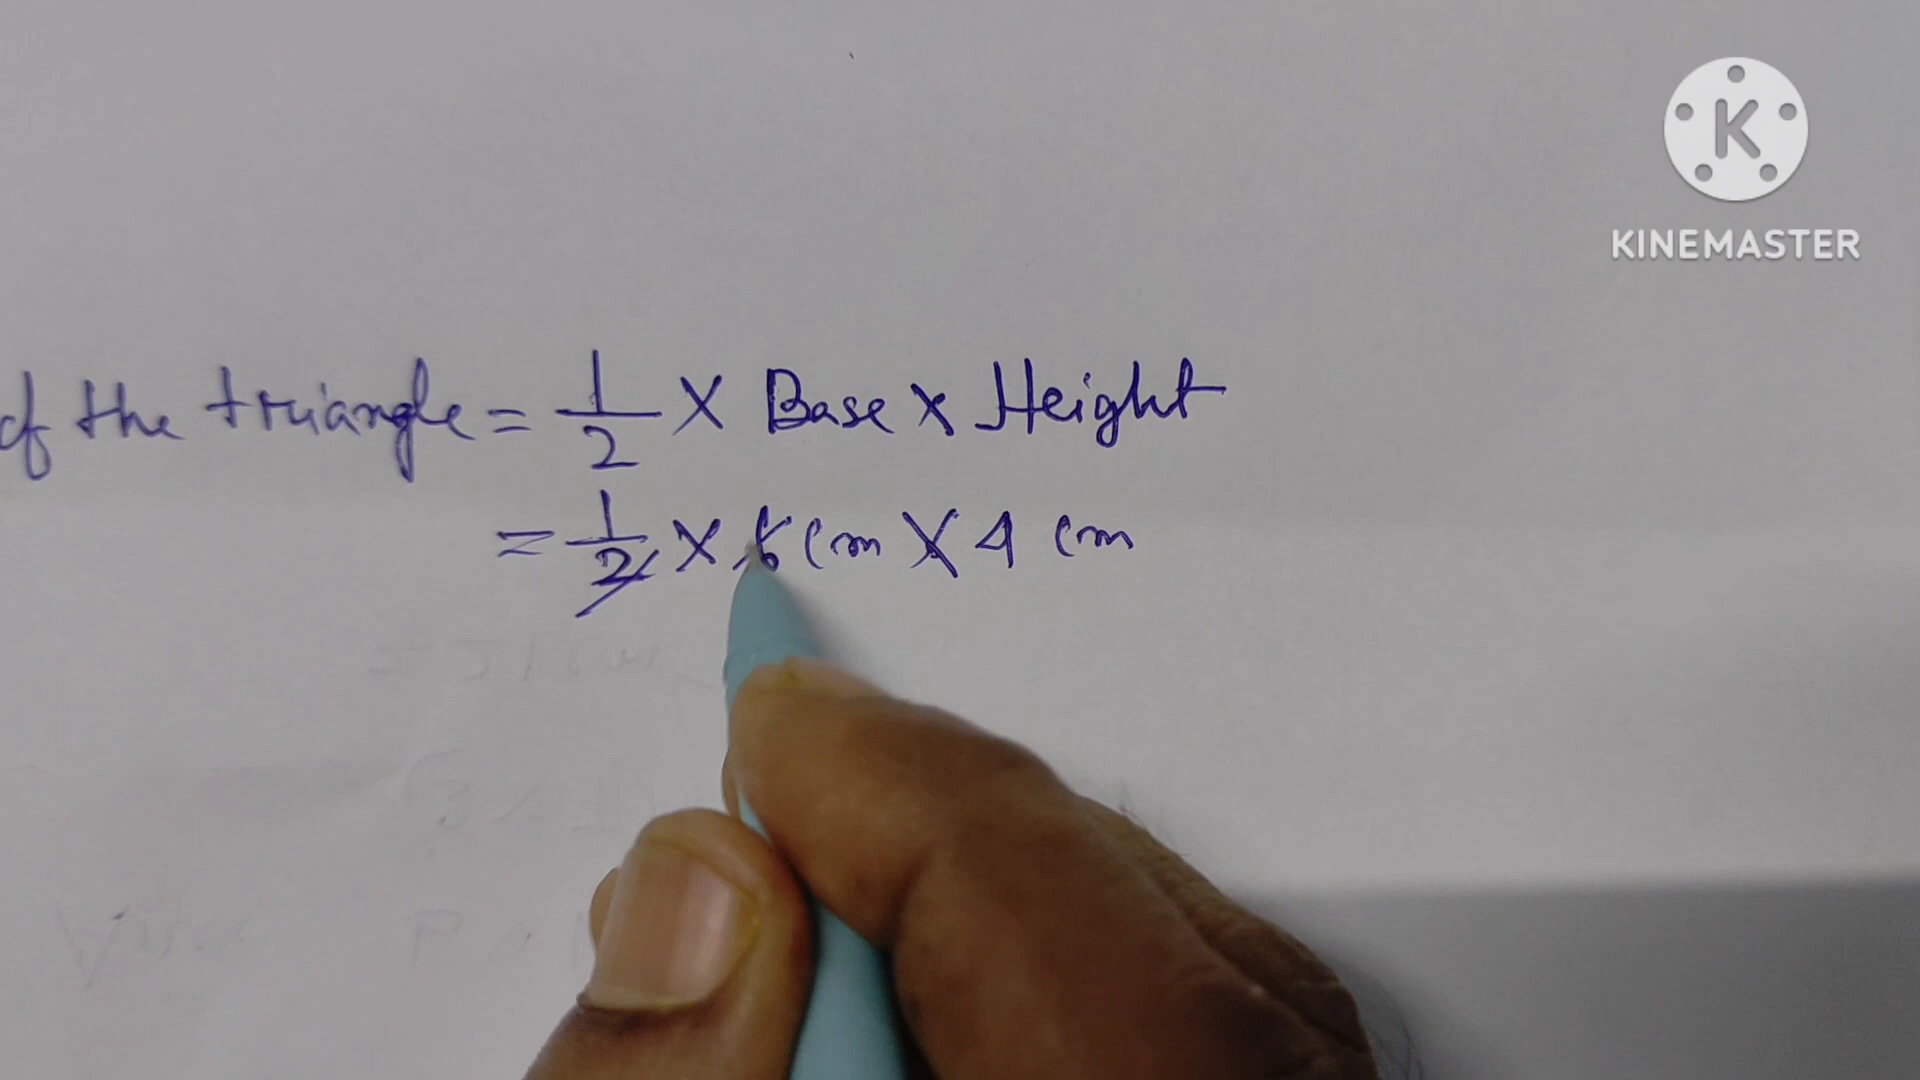 K
KINEMASTER
of the triangle = 1/2 × Base × Height
= 1/2 × 6 cm × 4 cm